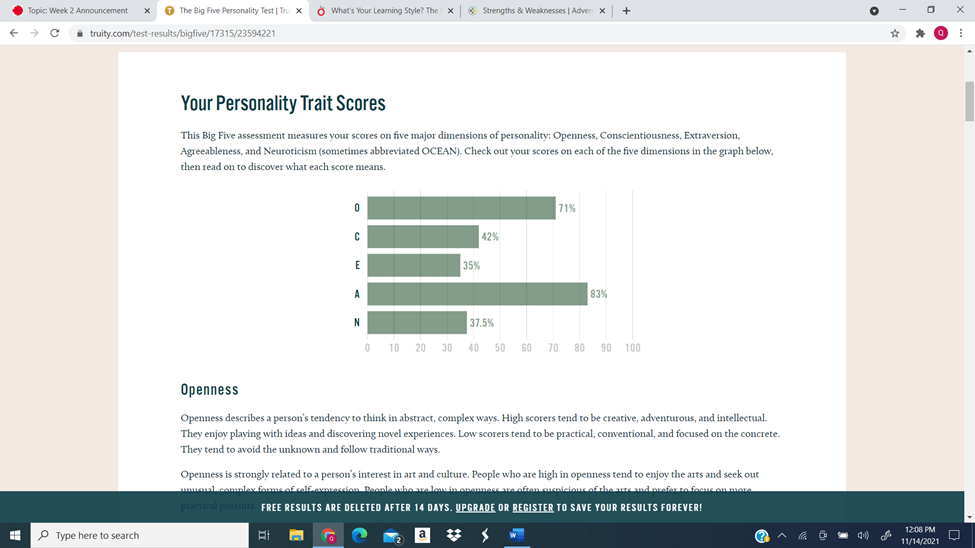 Topic: Week 2 Announcement
The Big Five Personality Test | Tru
What's Your Learning Style? The
Strengths & Weaknesses | Adven
truity.com/test-results/bigfive/17315/23594221
Q
Your Personality Trait Scores
This Big Five assessment measures your scores on five major dimensions of personality: Openness, Conscientiousness, Extraversion,
Agreeableness, and Neuroticism (sometimes abbreviated OCEAN). Check out your scores on each of the five dimensions in the graph below,
then read on to discover what each score means.
O 71%
C 42%
E 35%
A 83%
N 37.5%
0 10 20 30 40 50 60 70 80 90 100
Openness
Openness describes a person's tendency to think in abstract, complex ways. High scorers tend to be creative, adventurous, and intellectual.
They enjoy playing with ideas and discovering novel experiences. Low scorers tend to be practical, conventional, and focused on the concrete.
They tend to avoid the unknown and follow traditional ways.
Openness is strongly related to a person's interest in art and culture. People who are high in openness tend to enjoy the arts and seek out
unusual, complex forms of self-expression. People who are low in openness are often suspicious of the arts and prefer to focus on more
practical pursuits.
FREE RESULTS ARE DELETED AFTER 14 DAYS. UPGRADE OR REGISTER TO SAVE YOUR RESULTS FOREVER!
Type here to search
2
12:08 PM
11/14/2021